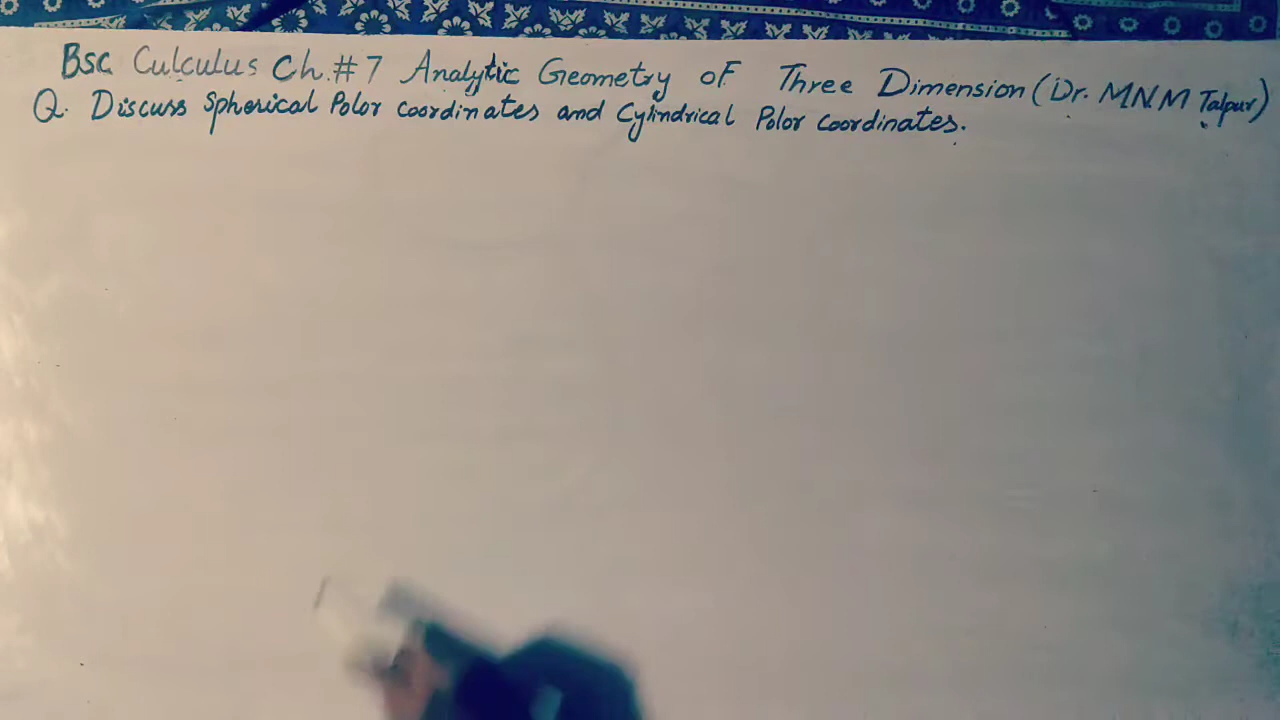 Bsc Culculus Ch.#7 Analytic Geometry of Three Dimension (Dr. MNM Talpur)
Q. Discuss Spherical Polor coordinates and Cylindrical Polor coordinates.